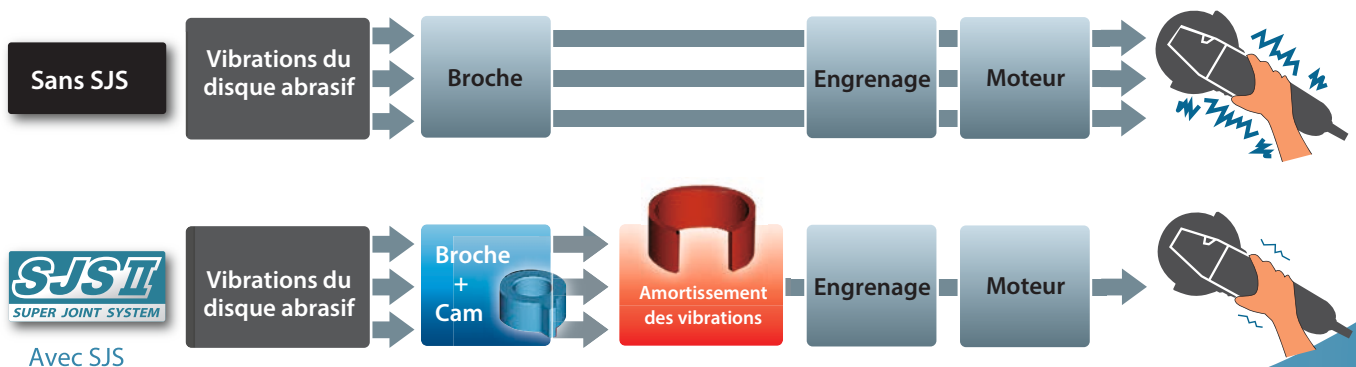 Sans SJS
Vibrations du
disque abrasif
Broche
Engrenage
Moteur
SJS II
SUPER JOINT SYSTEM
Avec SJS
Vibrations du
disque abrasif
Broche
+
Cam
Amortissement
des vibrations
Engrenage
Moteur